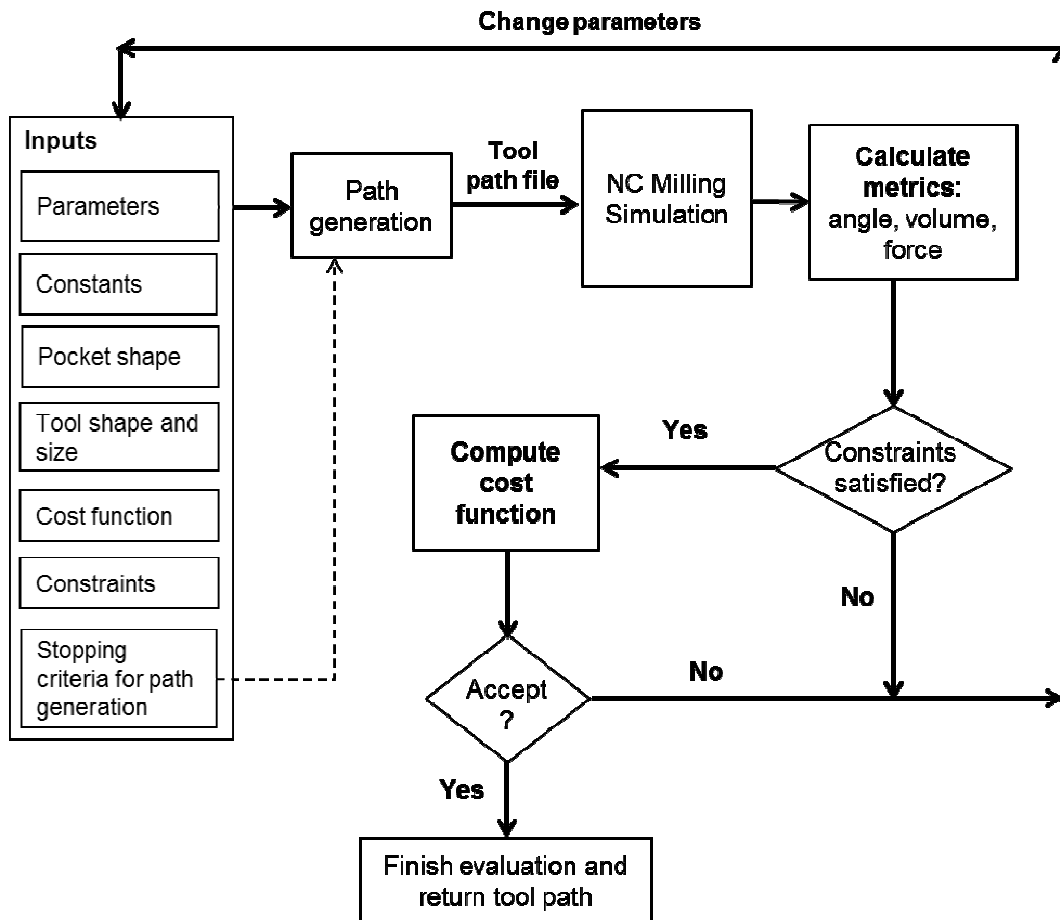 Change parameters
Inputs
Parameters
Constants
Pocket shape
Tool shape and
size
Cost function
Constraints
Stopping
criteria for path
generation
Path
generation
Tool
path file
NC Milling
Simulation
Calculate
metrics:
angle, volume,
force
Constraints
satisfied?
Yes
No
Compute
cost
function
Accept
?
No
Yes
Finish evaluation and
return tool path